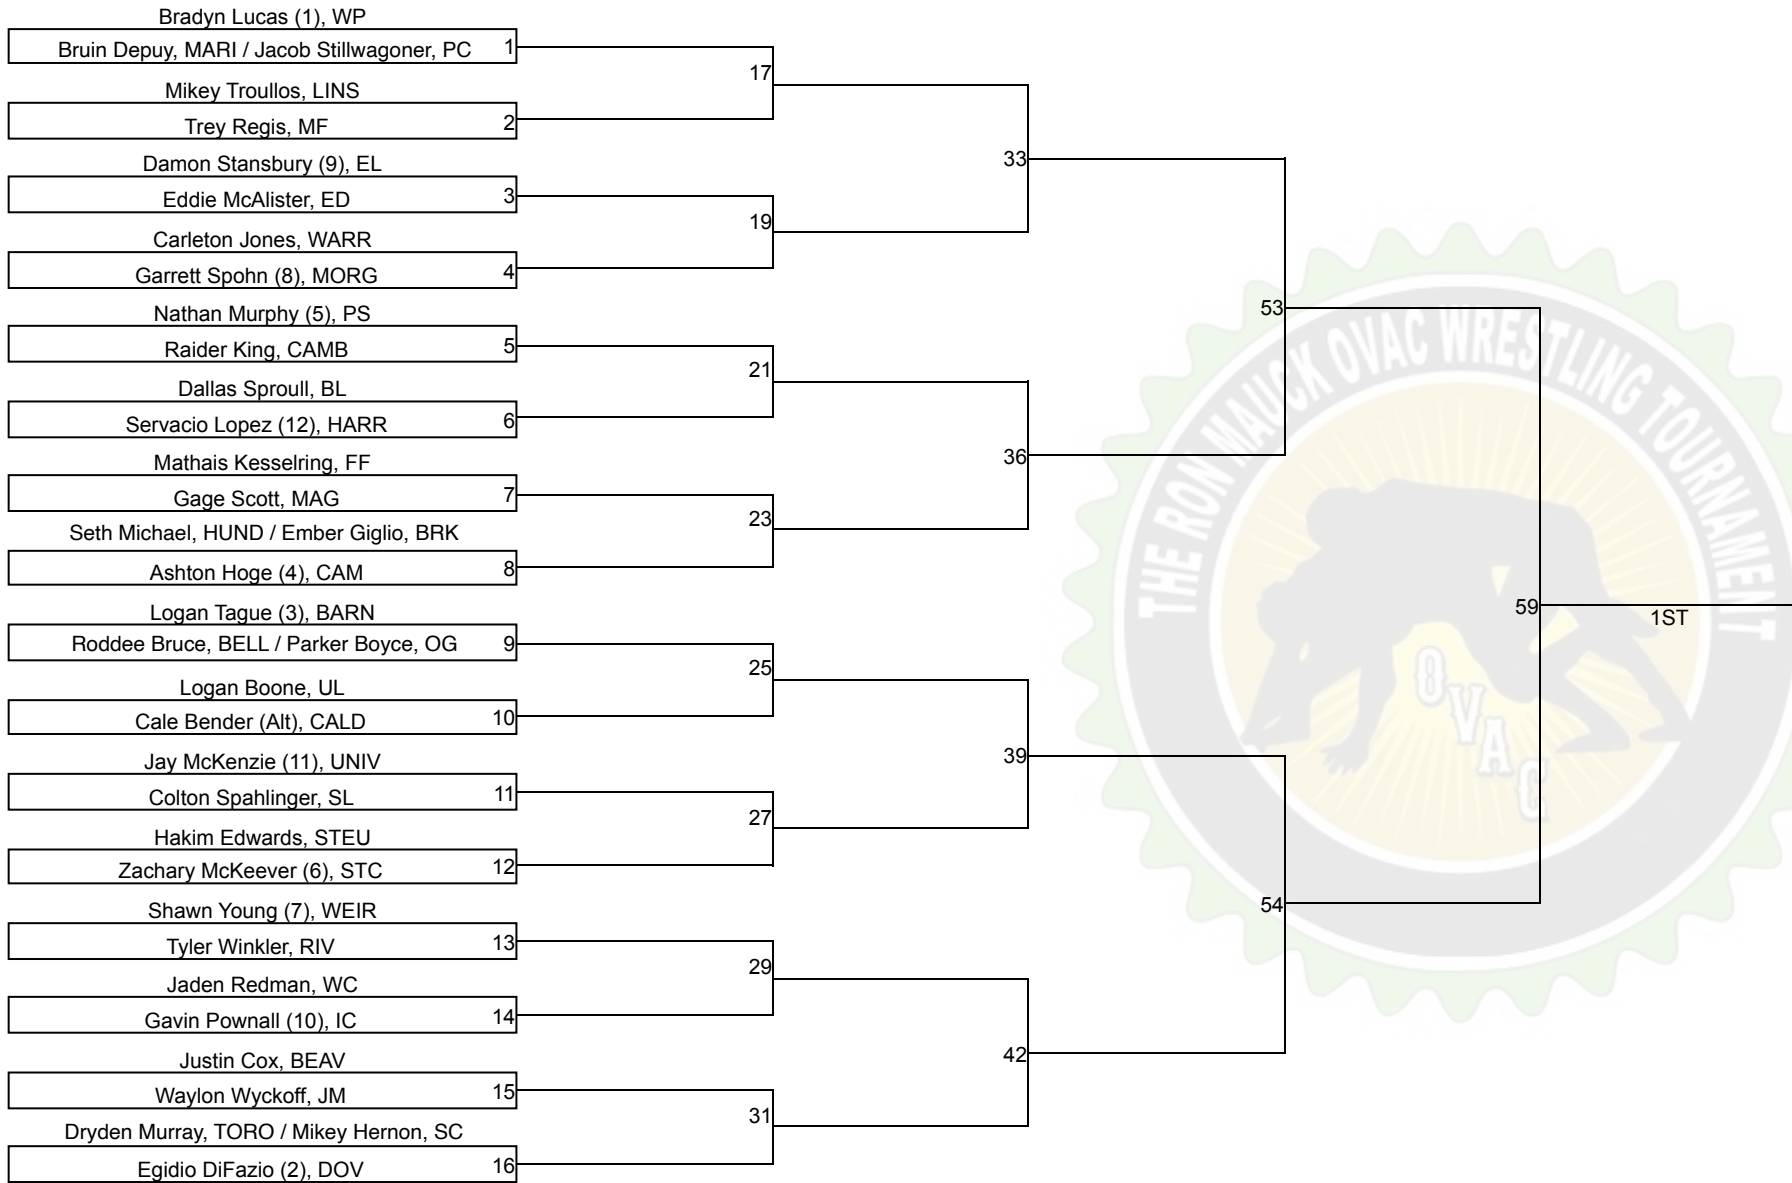 Bradyn Lucas (1), WP
Bruin Depuy, MARI / Jacob Stillwagoner, PC 1
17
Mikey Troullos, LINS
Trey Regis, MF 2
33
Damon Stansbury (9), EL
Eddie McAlister, ED 3
19
Carleton Jones, WARR
Garrett Spohn (8), MORG 4
53
Nathan Murphy (5), PS
Raider King, CAMB 5
21
Dallas Sproull, BL
Servacio Lopez (12), HARR 6
36
Mathais Kesselring, FF
Gage Scott, MAG 7
23
Seth Michael, HUND / Ember Giglio, BRK
Ashton Hoge (4), CAM 8
59
1ST
Logan Tague (3), BARN
Roddee Bruce, BELL / Parker Boyce, OG 9
25
Logan Boone, UL
Cale Bender (Alt), CALD 10
39
Jay McKenzie (11), UNIV
Colton Spahlinger, SL 11
27
Hakim Edwards, STEU
Zachary McKeever (6), STC 12
54
Shawn Young (7), WEIR
Tyler Winkler, RIV 13
29
Jaden Redman, WC
Gavin Pownall (10), IC 14
42
Justin Cox, BEAV
Waylon Wyckoff, JM 15
31
Dryden Murray, TORO / Mikey Hernon, SC
Egidio DiFazio (2), DOV 16
THE RON MAUCK OVAC WRESTLING TOURNAMENT
OVAC